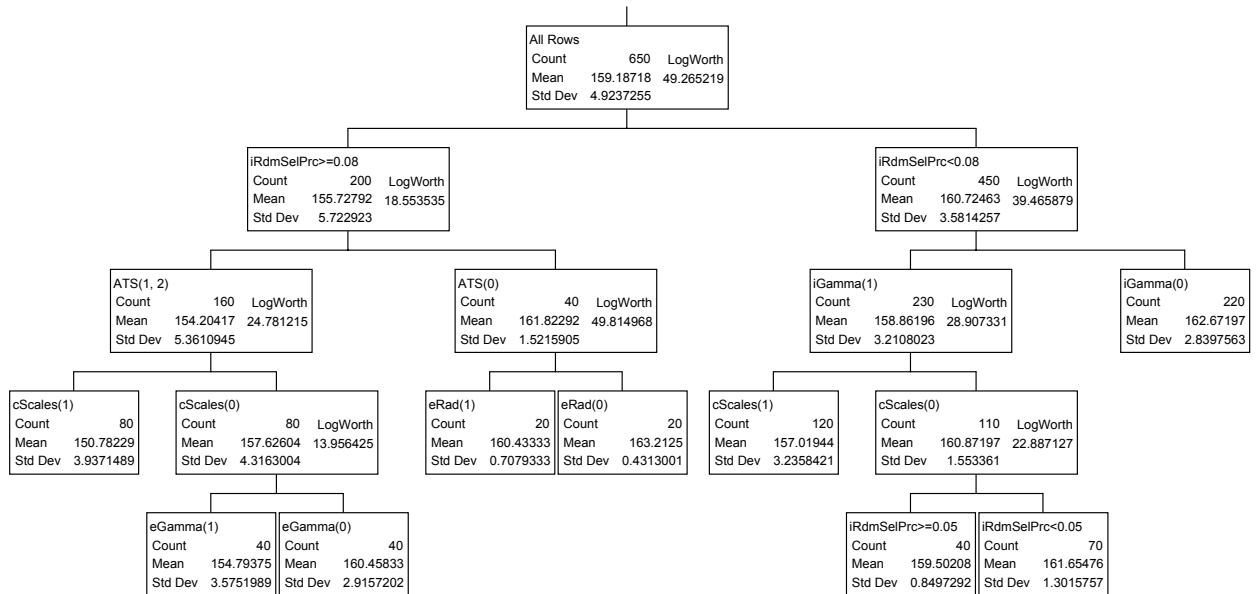 All Rows
Count 650 LogWorth
Mean 159.18718 49.265219
Std Dev 4.9237255
iRdmSelPrc>=0.08
Count 200 LogWorth
Mean 155.72792 18.553535
Std Dev 5.722923
iRdmSelPrc<0.08
Count 450 LogWorth
Mean 160.72463 39.465879
Std Dev 3.5814257
ATS(1, 2)
Count 160 LogWorth
Mean 154.20417 24.781215
Std Dev 5.3610945
ATS(0)
Count 40 LogWorth
Mean 161.82292 49.814968
Std Dev 1.5215905
iGamma(1)
Count 230 LogWorth
Mean 158.86196 28.907331
Std Dev 3.2108023
iGamma(0)
Count 220
Mean 162.67197
Std Dev 2.8397563
cScales(1)
Count 80
Mean 150.78229
Std Dev 3.9371489
cScales(0)
Count 80 LogWorth
Mean 157.62604 13.956425
Std Dev 4.3163004
eRad(1)
Count 20
Mean 160.43333
Std Dev 0.7079333
eRad(0)
Count 20
Mean 163.2125
Std Dev 0.4313001
cScales(1)
Count 120
Mean 157.01944
Std Dev 3.2358421
cScales(0)
Count 110 LogWorth
Mean 160.87197 22.887127
Std Dev 1.553361
eGamma(1)
Count 40
Mean 154.79375
Std Dev 3.5751989
eGamma(0)
Count 40
Mean 160.45833
Std Dev 2.9157202
iRdmSelPrc>=0.05
Count 40
Mean 159.50208
Std Dev 0.8497292
iRdmSelPrc<0.05
Count 70
Mean 161.65476
Std Dev 1.3015757